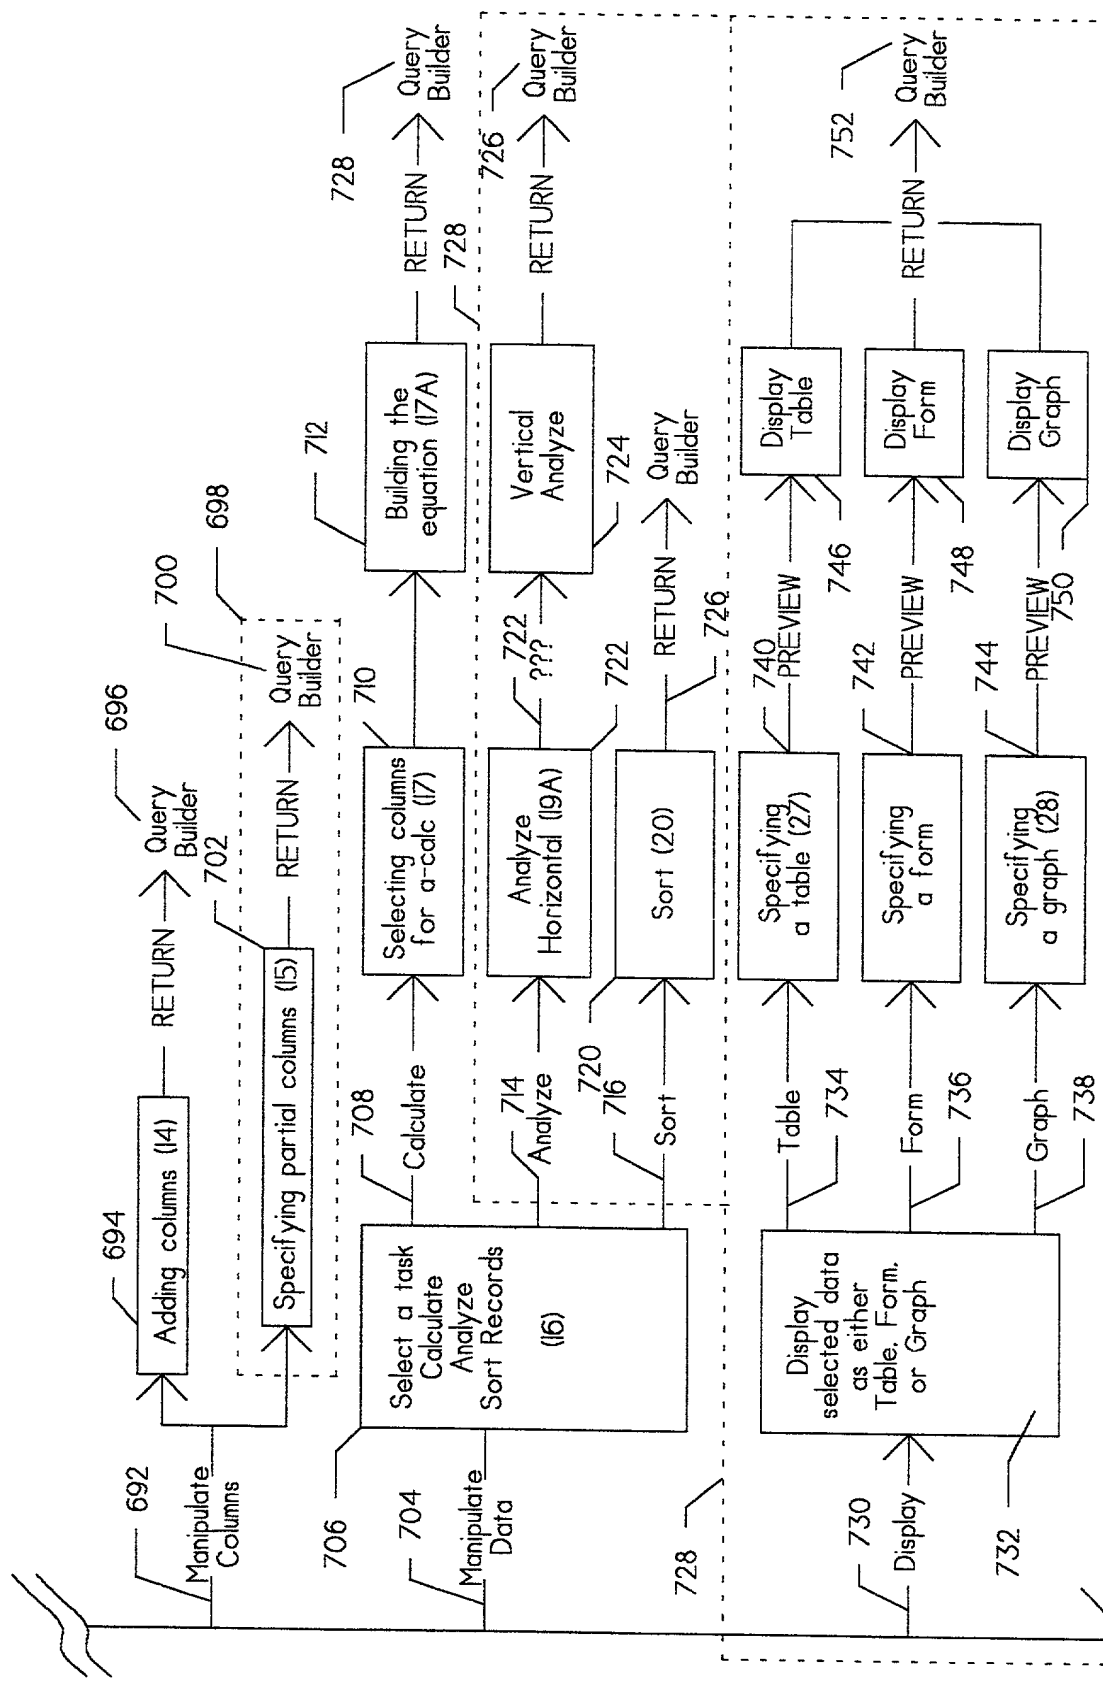 692
Manipulate
Columns
694
Adding columns (14)
RETURN
696
Query
Builder
Specifying partial columns (15)
702
RETURN
700
698
Query
Builder
706
704
Manipulate
Data
Select a task
Calculate
Analyze
Sort Records
(16)
708
Calculate
710
Selecting columns
for a-calc (17)
712
Building the
equation (17A)
RETURN
728
Query
Builder
728
714
Analyze
Analyze
Horizontal (19A)
722
???
722
Vertical
Analyze
724
RETURN
726
Query
Builder
716
Sort
720
Sort (20)
RETURN
726
Query
Builder
728
730
Display
732
Display
selected data
as either
Table, Form,
or Graph
Table
734
Specifying
a table (27)
740
PREVIEW
746
Display
Table
Form
736
Specifying
a form
742
PREVIEW
748
Display
Form
RETURN
752
Query
Builder
Graph
738
Specifying
a graph (28)
744
PREVIEW
750
Display
Graph